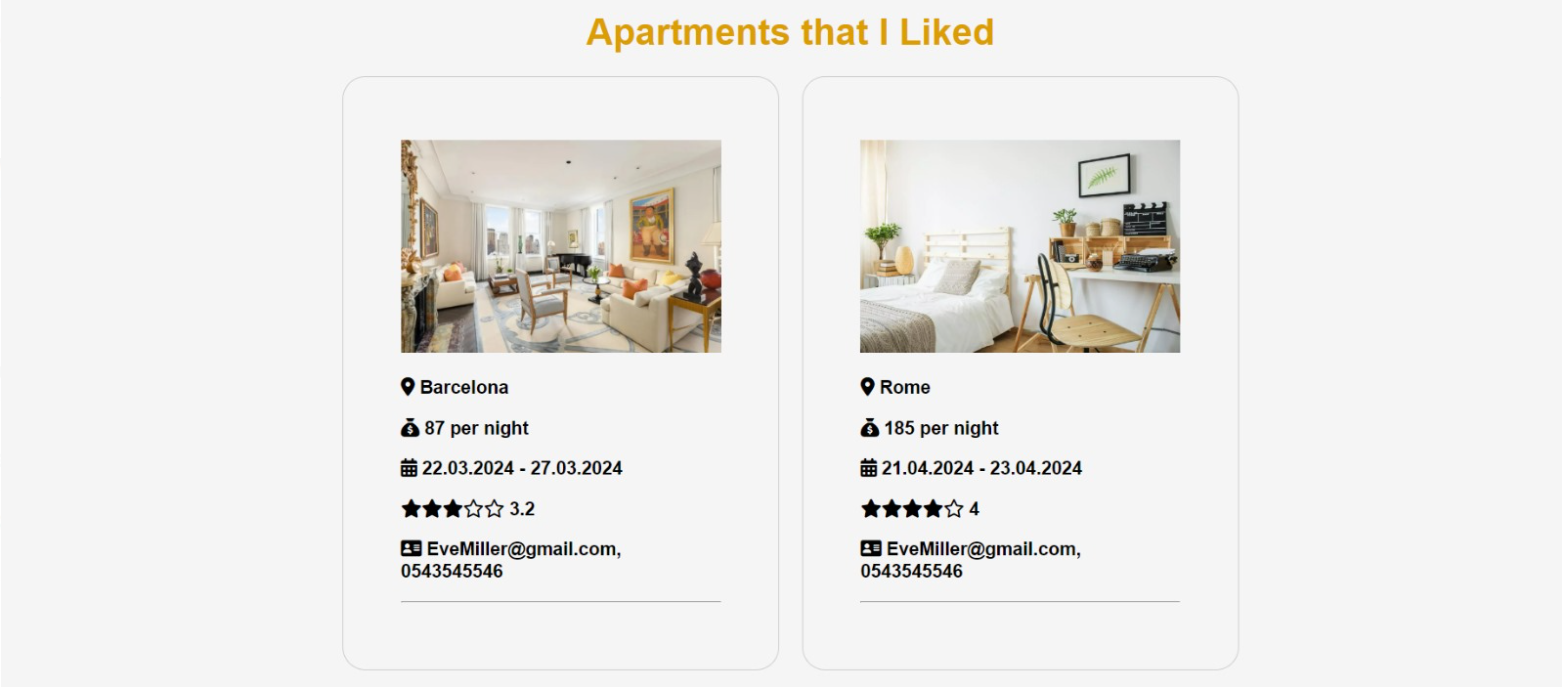 Apartments that I Liked
Barcelona
87 per night
22.03.2024 - 27.03.2024
3.2
EveMiller@gmail.com,
0543545546
Rome
185 per night
21.04.2024 - 23.04.2024
4
EveMiller@gmail.com,
0543545546